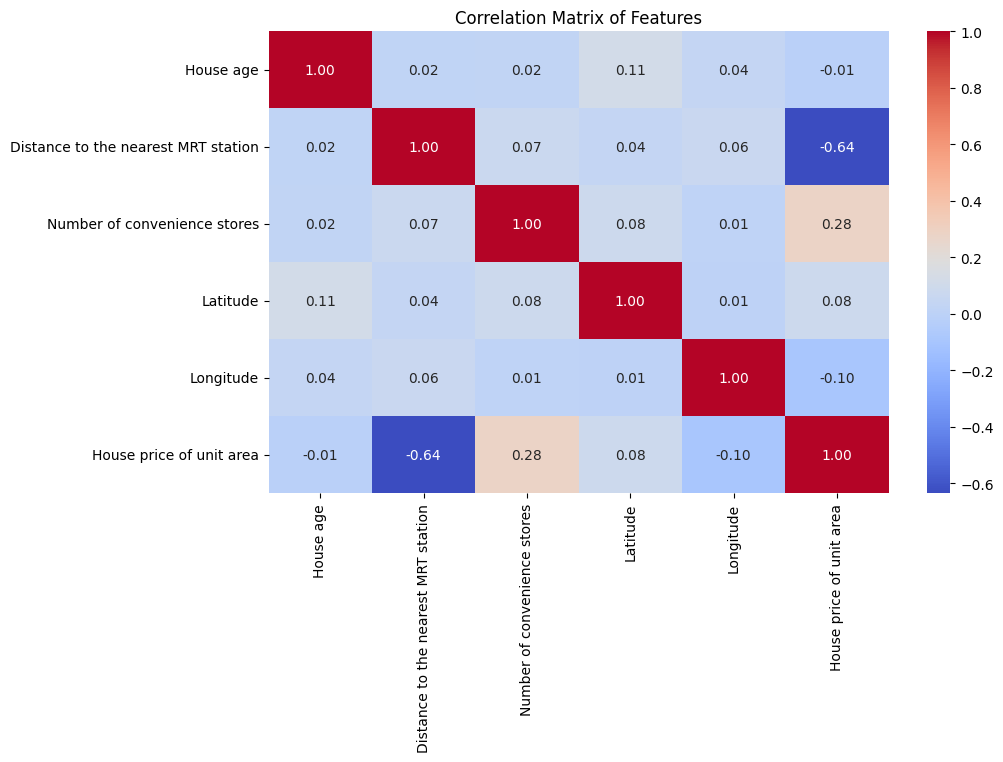 Correlation Matrix of Features
House age 1.00 0.02 0.02 0.11 0.04 -0.01
Distance to the nearest MRT station 0.02 1.00 0.07 0.04 0.06 -0.64
Number of convenience stores 0.02 0.07 1.00 0.08 0.01 0.28
Latitude 0.11 0.04 0.08 1.00 0.01 0.08
Longitude 0.04 0.06 0.01 0.01 1.00 -0.10
House price of unit area -0.01 -0.64 0.28 0.08 -0.10 1.00
House age
Distance to the nearest MRT station
Number of convenience stores
Latitude
Longitude
House price of unit area
1.0
0.8
0.6
0.4
0.2
0.0
−0.2
−0.4
−0.6